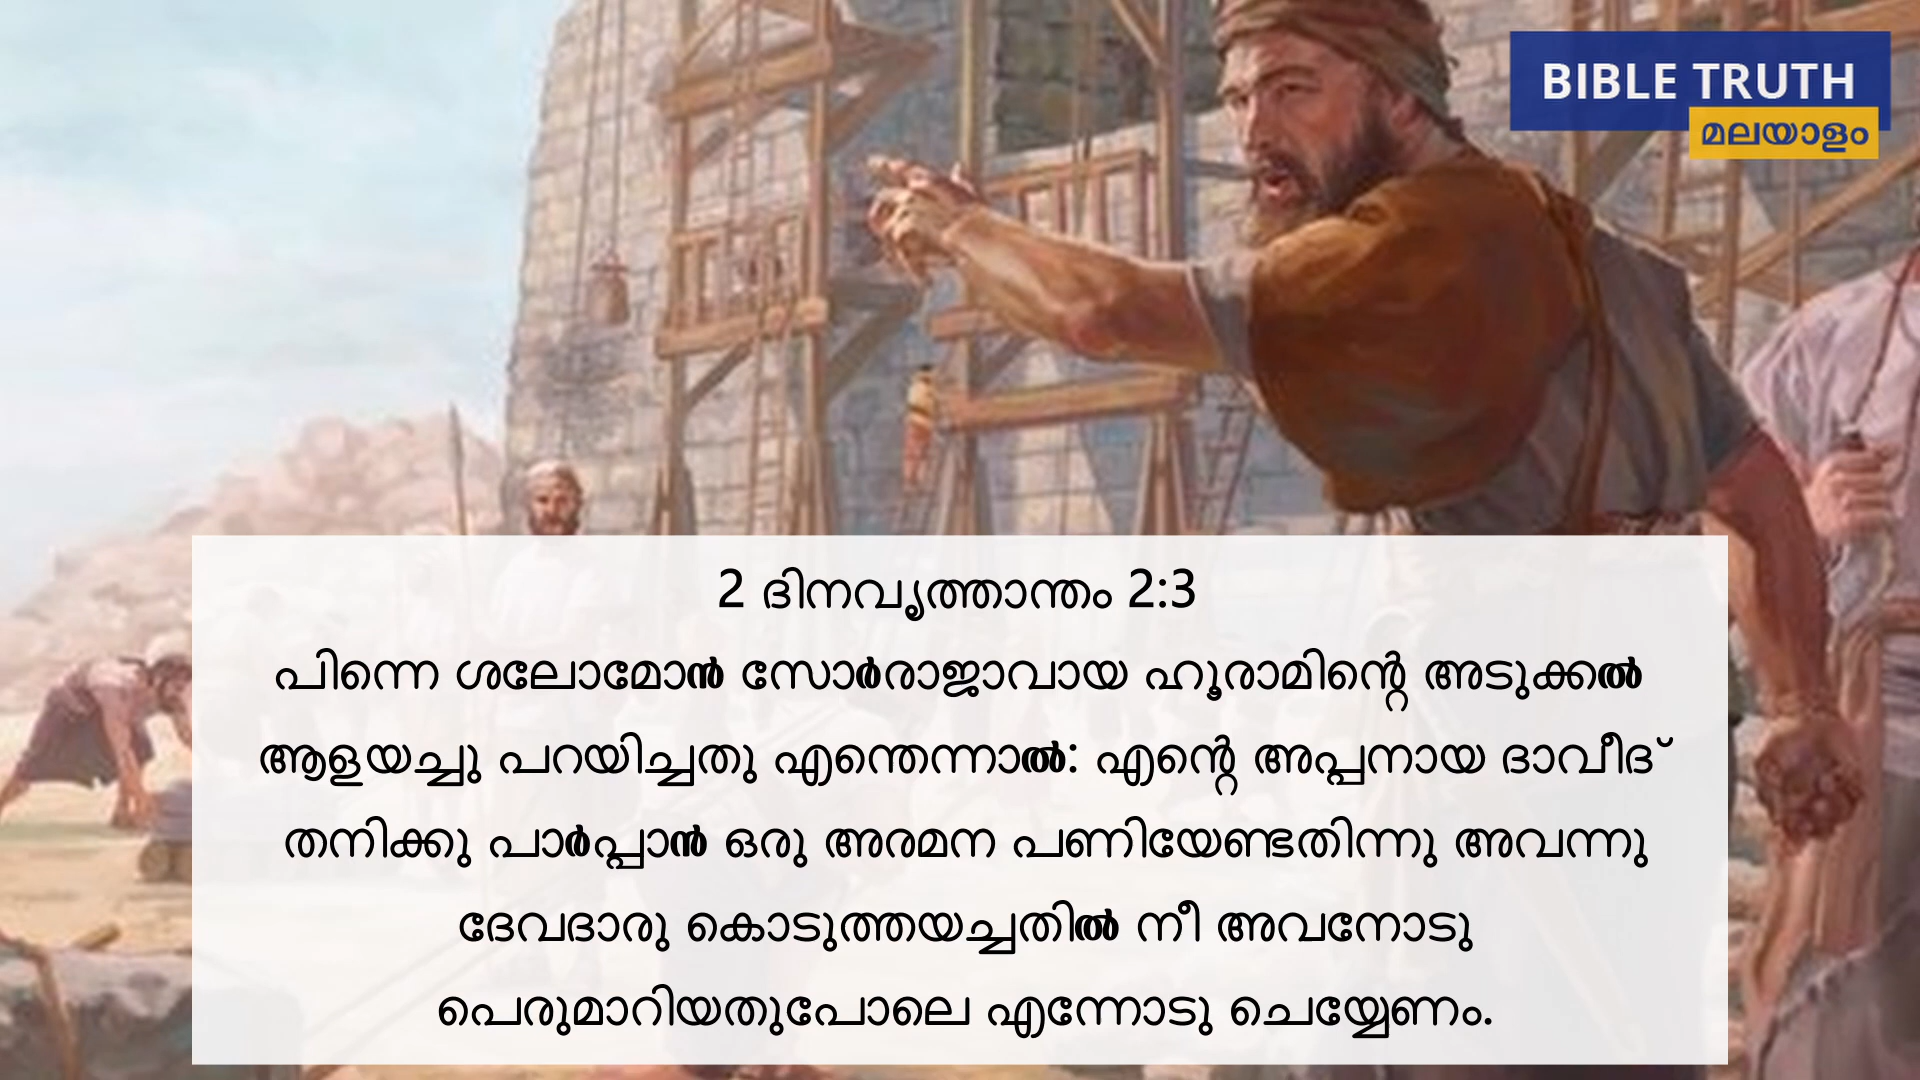 BIBLE TRUTH
മലയാളം
2 ദിനവൃത്താന്തം 2:3
പിന്നെ ശലോമോൻ സോർരാജാവായ ഹൂരാമിന്റെ അടുക്കൽ
ആളയച്ചു പറയിച്ചതു എന്തെന്നാൽ: എന്റെ അപ്പനായ ദാവീദ്
തനിക്കു പാർപ്പാൻ ഒരു അരമന പണിയേണ്ടതിന്നു അവന്നു
ദേവദാരു കൊടുത്തയച്ചതിൽ നീ അവനോടു
പെരുമാറിയതുപോലെ എന്നോടു ചെയ്യേണം.